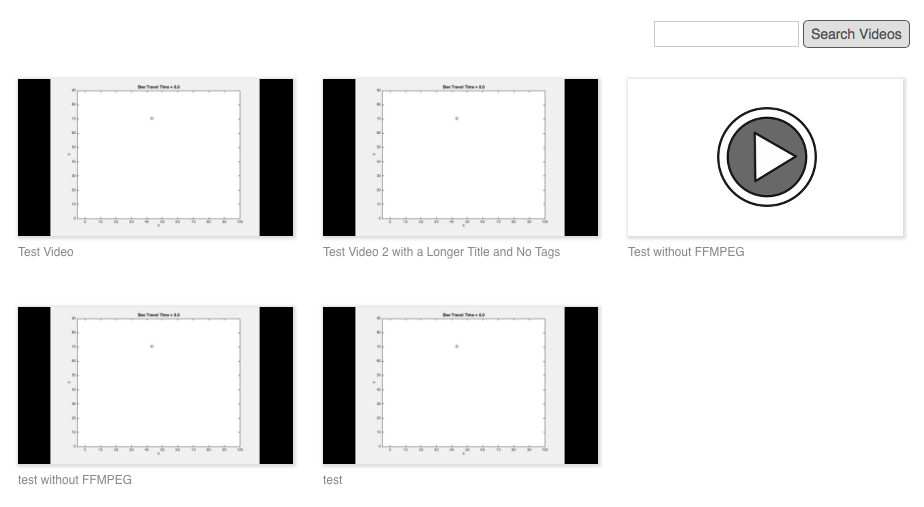 Search Videos
Bee Travel Time = 0.0
Bee Travel Time = 0.0
Test Video
Test Video 2 with a Longer Title and No Tags
Test without FFMPEG
Bee Travel Time = 0.0
Bee Travel Time = 0.0
test without FFMPEG
test